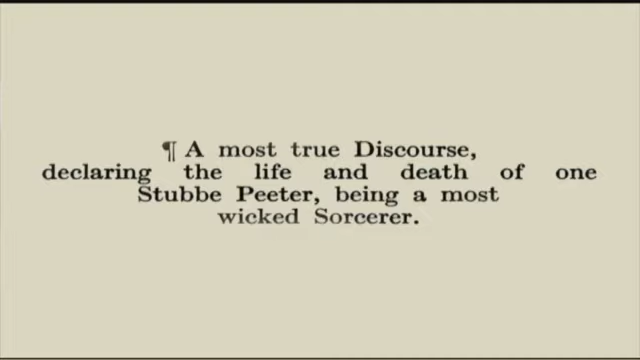 ¶ A most true Discourse,
declaring the life and death of one
Stubbe Peeter, being a most
wicked Sorcerer.